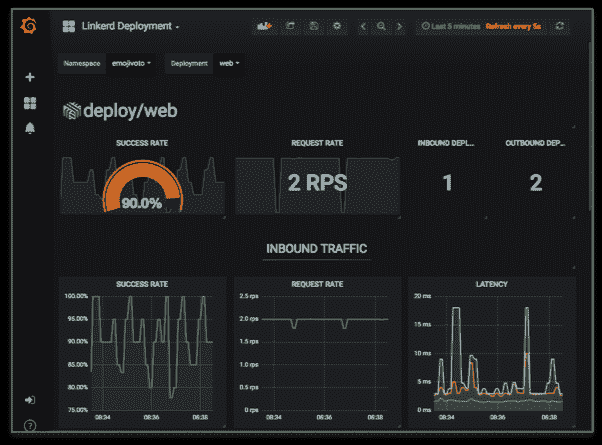 Linkerd Deployment
Last 5 minutes Refresh every 5s
Namespace emojivoto Deployment web
deploy/web
SUCCESS RATE
REQUEST RATE
INBOUND DEPL...
OUTBOUND DEP...
90.0%
2 RPS
1
2
INBOUND TRAFFIC
SUCCESS RATE
100.00%
95.00%
90.00%
85.00%
80.00%
75.00%
08:34 08:36 08:38
REQUEST RATE
2.5 rps
2.0 rps
1.5 rps
1.0 rps
0.5 rps
0 rps
08:34 08:36 08:38
LATENCY
20 ms
15 ms
10 ms
5 ms
0 ms
08:34 08:36 08:38